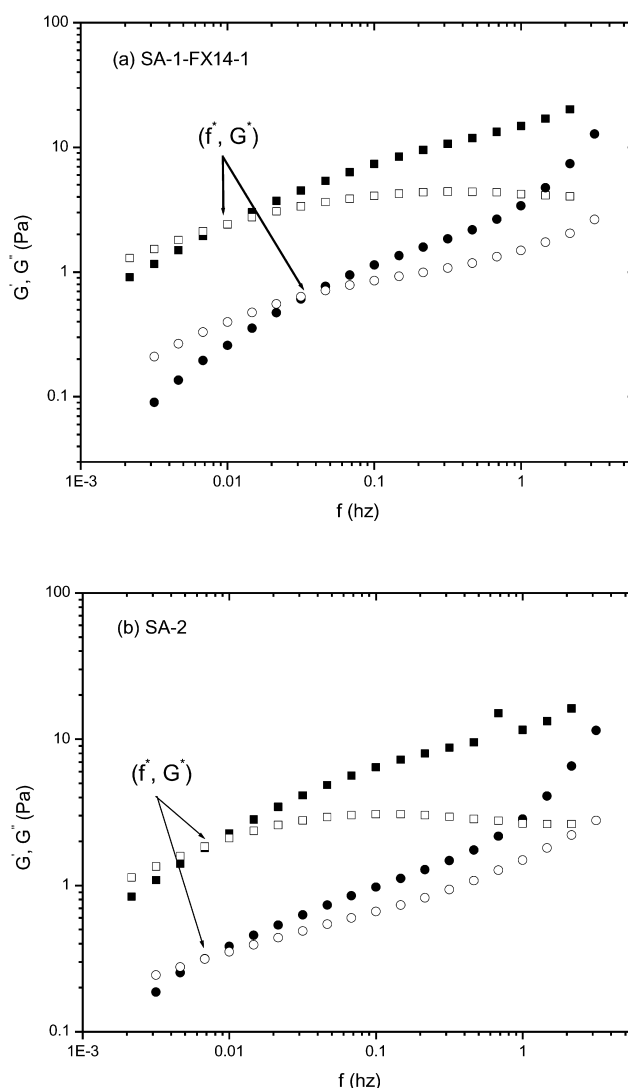 100
(a) SA-1-FX14-1
(f*, G*)
10
1
0.1
G', G" (Pa)
1E-3 0.01 0.1 1
f (hz)
100
(b) SA-2
(f*, G*)
10
1
0.1
G', G" (Pa)
1E-3 0.01 0.1 1
f (hz)